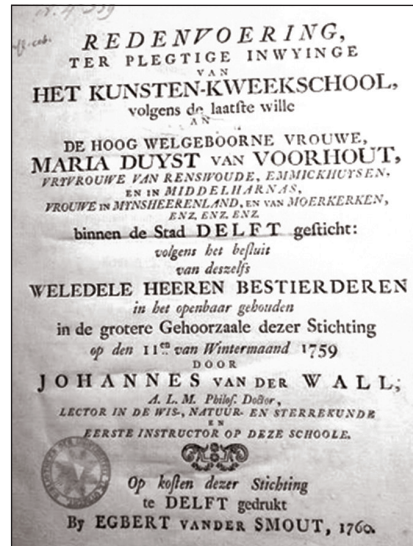 REDENVOERING,
TER PLEGTIGE INWYINGE
VAN
HET KUNSTEN-KWEEKSCHOOL,
volgens de laatſte wille
AN
DE HOOG WELGEBOORNE VROUWE,
MARIA DUYST VAN VOORHOUT,
VRYVROUWE VAN RENSWOUDE, EMMICKHUYSEN,
EN IN MIDDELHARNAS,
VROUWE IN MYNSHEERENLAND, EN VAN MOERKERKEN,
ENZ. ENZ. ENZ.
binnen de Stad DELFT geſticht:
volgens het beſluit
van deszelfs
WELEDELE HEEREN BESTIERDEREN
in het openbaar gehouden
in de grotere Gehoorzaale dezer Stichting
op den 11en van Wintermaand 1759
DOOR
JOHANNES VAN DER WALL,
A. L. M. Philoſ. Doctor,
LECTOR IN DE WIS-, NATUUR- EN STERREKUNDE
EN
EERSTE INSTRUCTOR OP DEZE SCHOOLE.
Op koſten dezer Stichting
te DELFT gedrukt
By EGBERT VANDER SMOUT, 1760.